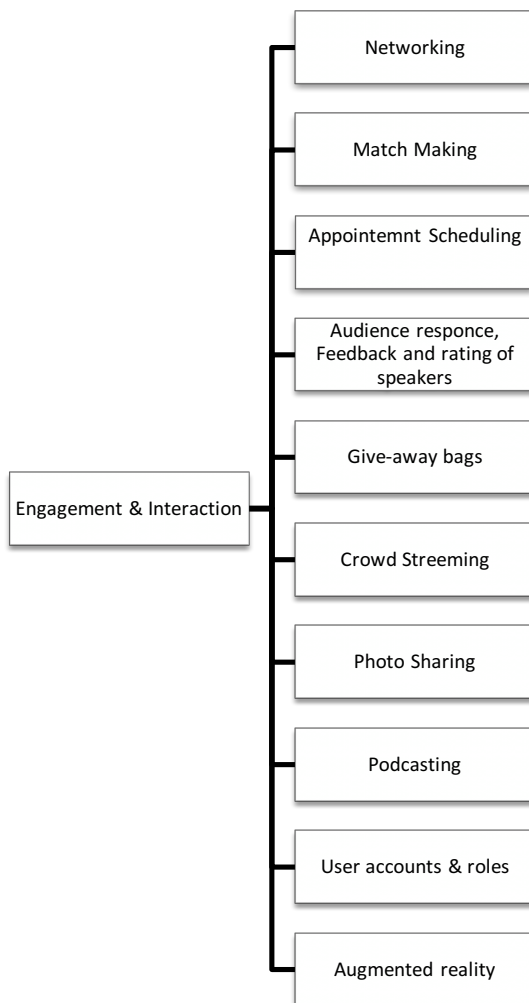 Networking
Match Making
Appointemnt Scheduling
Audience responce,
Feedback and rating of
speakers
Give-away bags
Engagement & Interaction
Crowd Streeming
Photo Sharing
Podcasting
User accounts & roles
Augmented reality